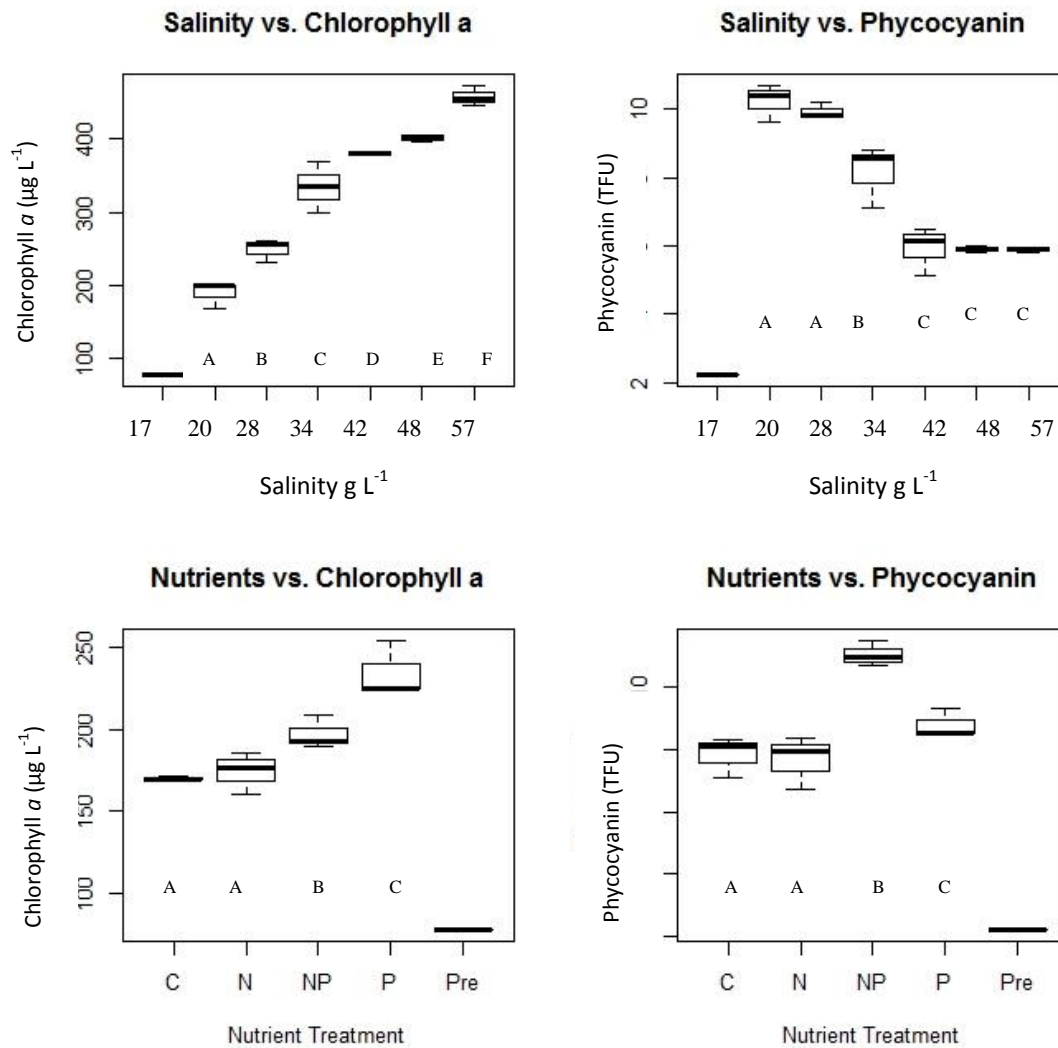 Salinity vs. Chlorophyll a
Chlorophyll a (µg L-1)
400
300
200
100
A B C D E F
17 20 28 34 42 48 57
Salinity g L-1
Salinity vs. Phycocyanin
Phycocyanin (TFU)
10
2
A A B C C C
17 20 28 34 42 48 57
Salinity g L-1
Nutrients vs. Chlorophyll a
Chlorophyll a (µg L-1)
250
200
150
100
A A B C
C N NP P Pre
Nutrient Treatment
Nutrients vs. Phycocyanin
Phycocyanin (TFU)
A A B C
C N NP P Pre
Nutrient Treatment